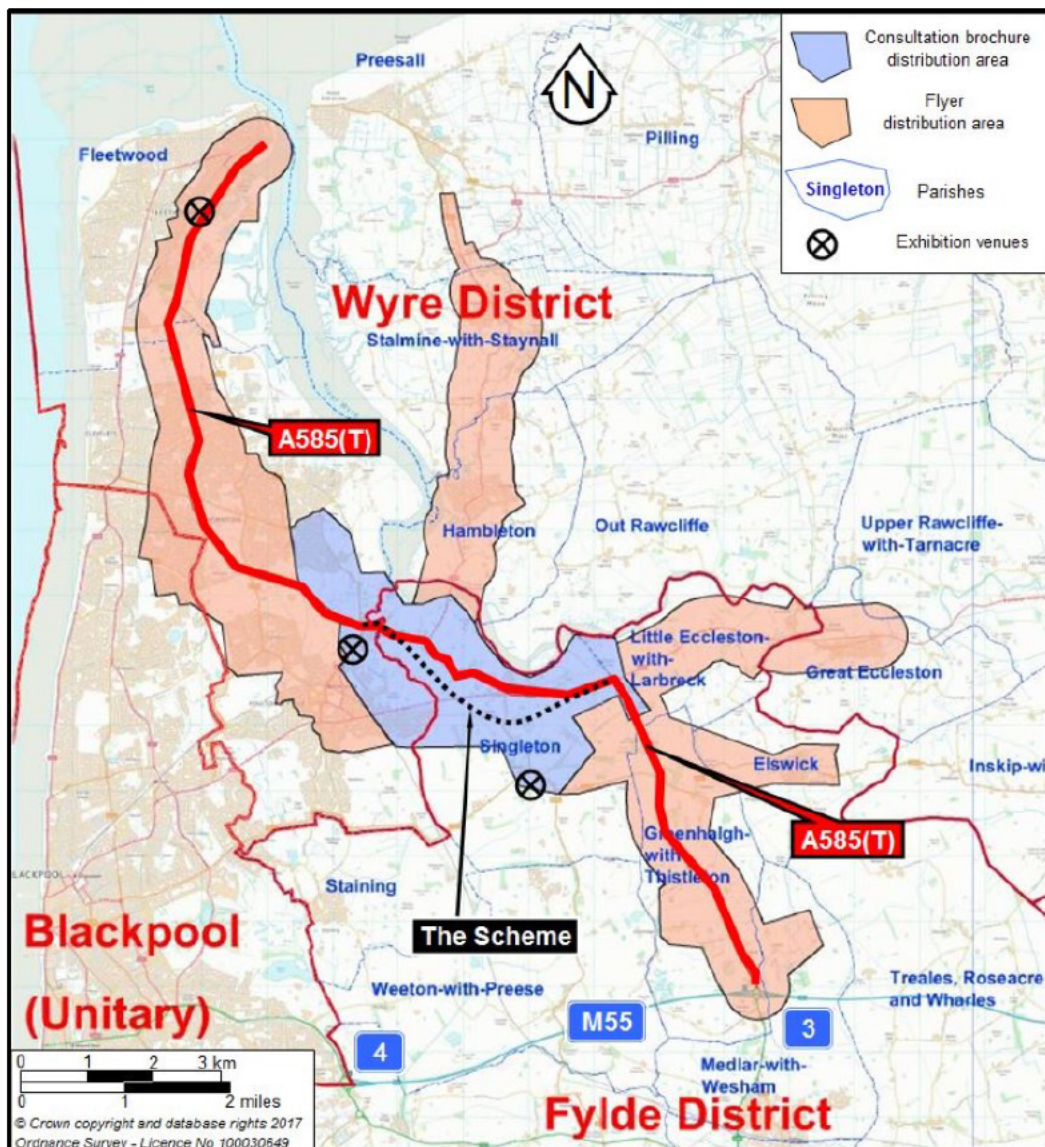 Preesall
Consultation brochure
distribution area
N
Fleetwood
Pilling
Flyer
distribution area
Singleton
Parishes
Exhibition venues
Wyre District
Stalmine-with-Staynall
A585(T)
Hambleton
Out Rawcliffe
Upper Rawcliffe-
with-Tarnacre
Little Eccleston-
with-
Larbreck
Great Eccleston
Singleton
Elswick
Inskip-wi
A585(T)
Greenhalgh-
with-
Thistleton
Staining
LACKPOOL
The Scheme
Blackpool
(Unitary)
Weeton-with-Preese
Treales, Roseacre
and Wharles
M55
3
4
Medlar-with-
Wesham
Fylde District
0 1 2 3 km
0 1 2 miles
© Crown copyright and database rights 2017
Ordnance Survey - Licence No 100030649